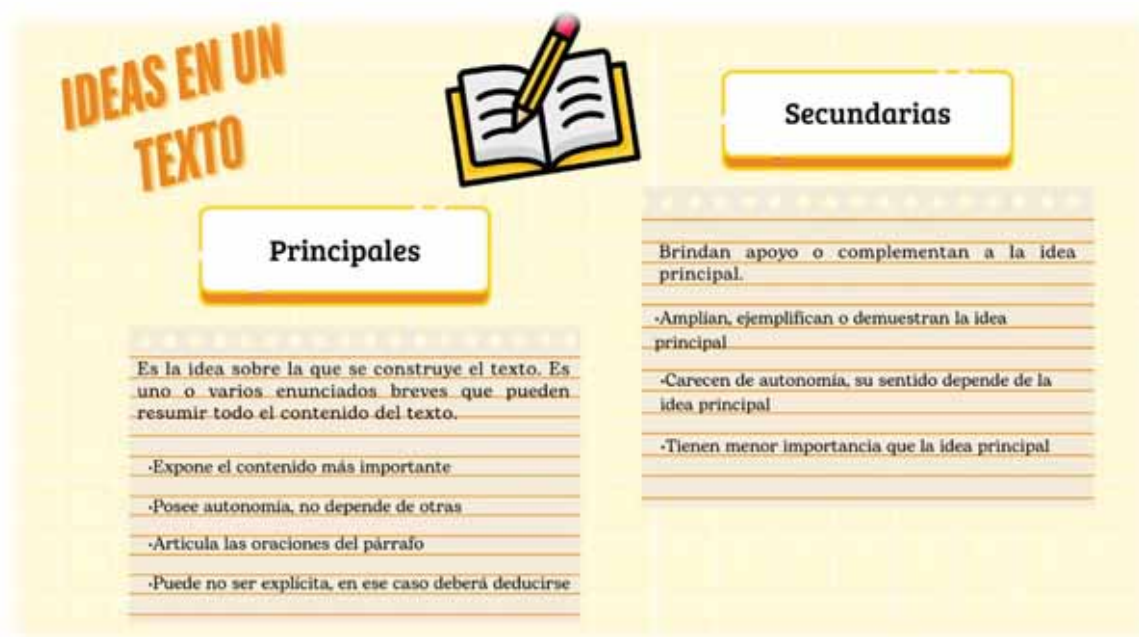 IDEAS EN UN
TEXTO
Principales
Es la idea sobre la que se construye el texto. Es
uno o varios enunciados breves que pueden
resumir todo el contenido del texto.
•Expone el contenido más importante
•Posee autonomía, no depende de otras
•Articula las oraciones del párrafo
•Puede no ser explícita, en ese caso deberá deducirse
Secundarias
Brindan apoyo o complementan a la idea
principal.
•Amplían, ejemplifican o demuestran la idea
principal
•Carecen de autonomía, su sentido depende de la
idea principal
•Tienen menor importancia que la idea principal